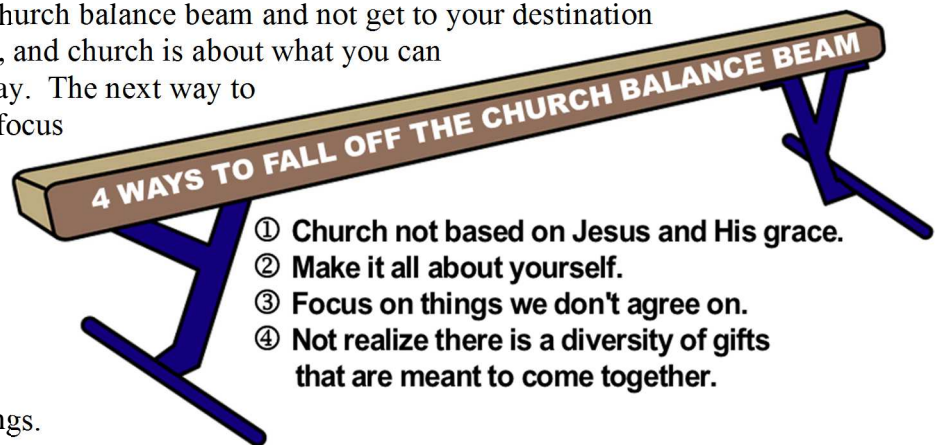 church balance beam and not get to your destination
, and church is about what you can
The next way to
focus
4 WAYS TO FALL OFF THE CHURCH BALANCE BEAM
① Church not based on Jesus and His grace.
② Make it all about yourself.
③ Focus on things we don't agree on.
④ Not realize there is a diversity of gifts
that are meant to come together.